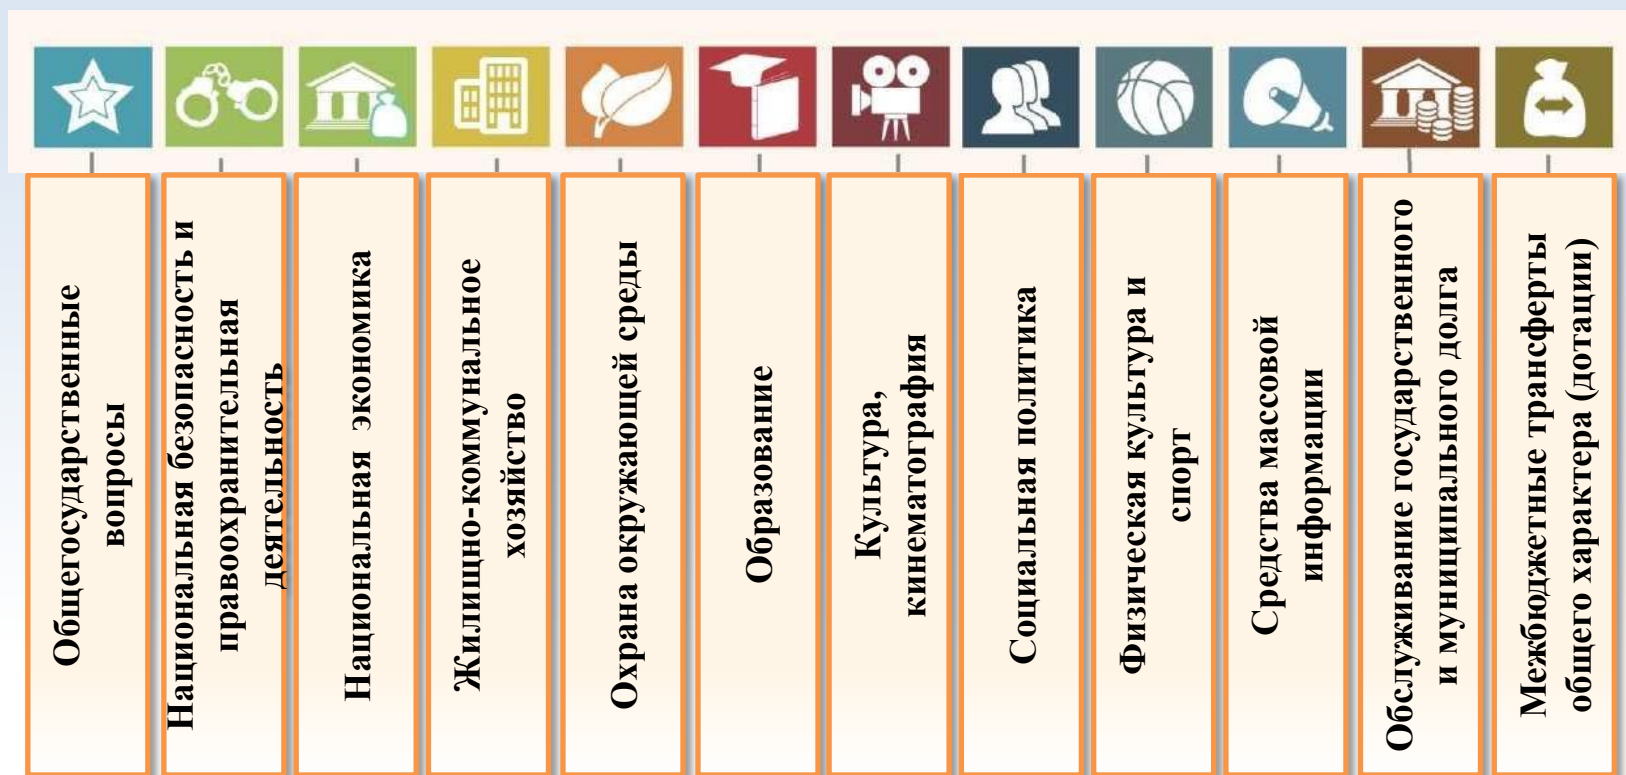 Общегосударственные
вопросы
Национальная безопасность и
правоохранительная
деятельность
Национальная экономика
Жилищно-коммунальное
хозяйство
Охрана окружающей среды
Образование
Культура,
кинематография
Социальная политика
Физическая культура и
спорт
Средства массовой
информации
Обслуживание государственного
и муниципального долга
Межбюджетные трансферты
общего характера (дотации)